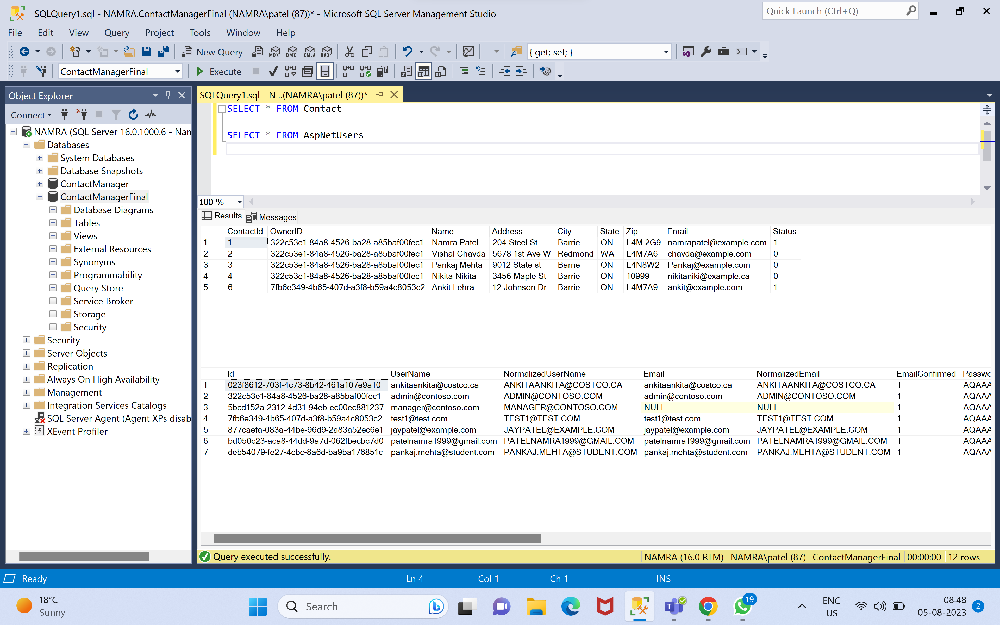 SQLQuery1.sql - NAMRA.ContactManagerFinal (NAMRA\patel (87))* - Microsoft SQL Server Management Studio
Quick Launch (Ctrl+Q)
File Edit View Query Project Tools Window Help
New Query MDX DMX XMLA DAX { get; set; }
ContactManagerFinal Execute
Object Explorer
Connect
NAMRA (SQL Server 16.0.1000.6 - Nam
Databases
System Databases
Database Snapshots
ContactManager
ContactManagerFinal
Database Diagrams
Tables
Views
External Resources
Synonyms
Programmability
Query Store
Service Broker
Storage
Security
Security
Server Objects
Replication
Always On High Availability
Management
Integration Services Catalogs
SQL Server Agent (Agent XPs disab
XEvent Profiler
SQLQuery1.sql - N...(NAMRA\patel (87))*
SELECT * FROM Contact
SELECT * FROM AspNetUsers
100 %
Results Messages
ContactId OwnerID Name Address City State Zip Email Status
1 1 322c53e1-84a8-4526-ba28-a85baf00fec1 Namra Patel 204 Steel St Barrie ON L4M 2G9 namrapatel@example.com 1
2 2 322c53e1-84a8-4526-ba28-a85baf00fec1 Vishal Chavda 5678 1st Ave W Redmond WA L4M7A6 chavda@example.com 0
3 3 322c53e1-84a8-4526-ba28-a85baf00fec1 Pankaj Mehta 9012 State st Barrie ON L4N8W2 Pankaj@example.com 0
4 4 322c53e1-84a8-4526-ba28-a85baf00fec1 Nikita Nikita 3456 Maple St Barrie ON 10999 nikitaniki@example.ca 0
5 6 7fb6e349-4b65-407d-a3f8-b59a4c8053c2 Ankit Lehra 12 Johnson Dr Barrie ON L4M7A9 ankit@example.com 1
Id UserName NormalizedUserName Email NormalizedEmail EmailConfirmed Passwo
1 023f8612-703f-4c73-8b42-461a107e9a10 ankitaankita@costco.ca ANKITAANKITA@COSTCO.CA ankitaankita@costco.ca ANKITAANKITA@COSTCO.CA 1 AQAAA
2 322c53e1-84a8-4526-ba28-a85baf00fec1 admin@contoso.com ADMIN@CONTOSO.COM admin@contoso.com ADMIN@CONTOSO.COM 1 AQAAA
3 5bcd152a-2312-4d31-94eb-ec00ec881237 manager@contoso.com MANAGER@CONTOSO.COM NULL NULL 1 AQAAA
4 7fb6e349-4b65-407d-a3f8-b59a4c8053c2 test1@test.com TEST1@TEST.COM test1@test.com TEST1@TEST.COM 1 AQAAA
5 877caefa-083a-44be-96d9-2a83a52ec6e1 jaypatel@example.com JAYPATEL@EXAMPLE.COM jaypatel@example.com JAYPATEL@EXAMPLE.COM 1 AQAAA
6 bd050c23-aca8-44dd-9a7d-062fbecbc7d0 patelnamra1999@gmail.com PATELNAMRA1999@GMAIL.COM patelnamra1999@gmail.com PATELNAMRA1999@GMAIL.COM 1 AQAAA
7 deb54079-fe27-4cbc-8a6d-ba9ba176851c pankaj.mehta@student.com PANKAJ.MEHTA@STUDENT.COM pankaj.mehta@student.com PANKAJ.MEHTA@STUDENT.COM 1 AQAAA
Query executed successfully. NAMRA (16.0 RTM) NAMRA\patel (87) ContactManagerFinal 00:00:00 12 rows
Ready Ln 4 Col 1 Ch 1 INS
18°C
Sunny
Search
19
ENG
US
08:48
05-08-2023
2